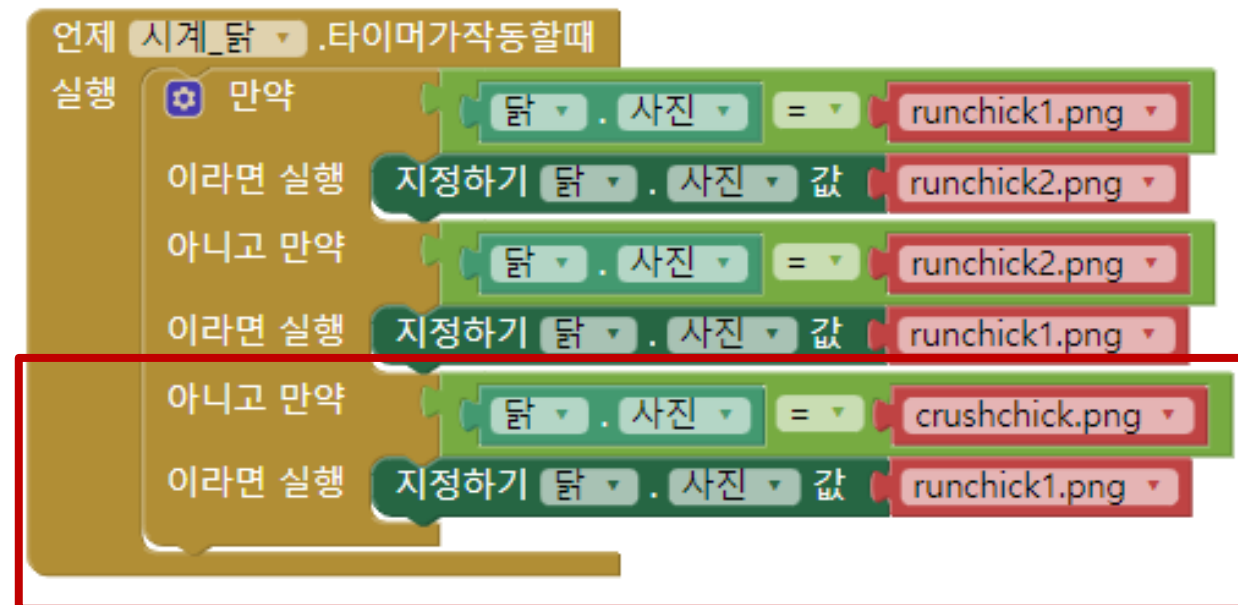 언제 시계_닭 .타이머가작동할때
실행 만약 닭 . 사진 = runchick1.png
이라면 실행 지정하기 닭 . 사진 값 runchick2.png
아니고 만약 닭 . 사진 = runchick2.png
이라면 실행 지정하기 닭 . 사진 값 runchick1.png
아니고 만약 닭 . 사진 = crushchick.png
이라면 실행 지정하기 닭 . 사진 값 runchick1.png